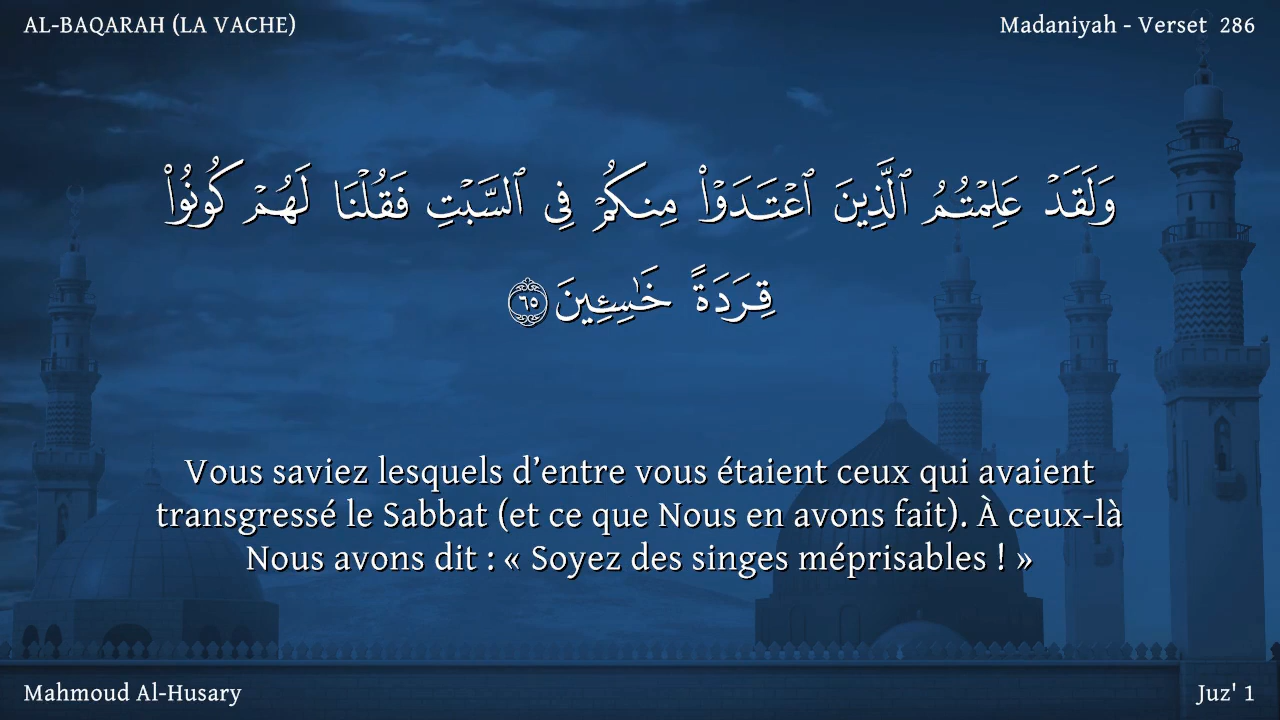 AL-BAQARAH (LA VACHE)
Madaniyah - Verset 286
وَلَقَدْ عَلِمْتُمُ ٱلَّذِينَ ٱعْتَدَوْا۟ مِنكُمْ فِى ٱلسَّبْتِ فَقُلْنَا لَهُمْ كُونُوا۟
قِرَدَةً خَـٰسِـِٔينَ ٦٥
Vous saviez lesquels d’entre vous étaient ceux qui avaient
transgressé le Sabbat (et ce que Nous en avons fait). À ceux-là
Nous avons dit : « Soyez des singes méprisables ! »
Mahmoud Al-Husary
Juz' 1